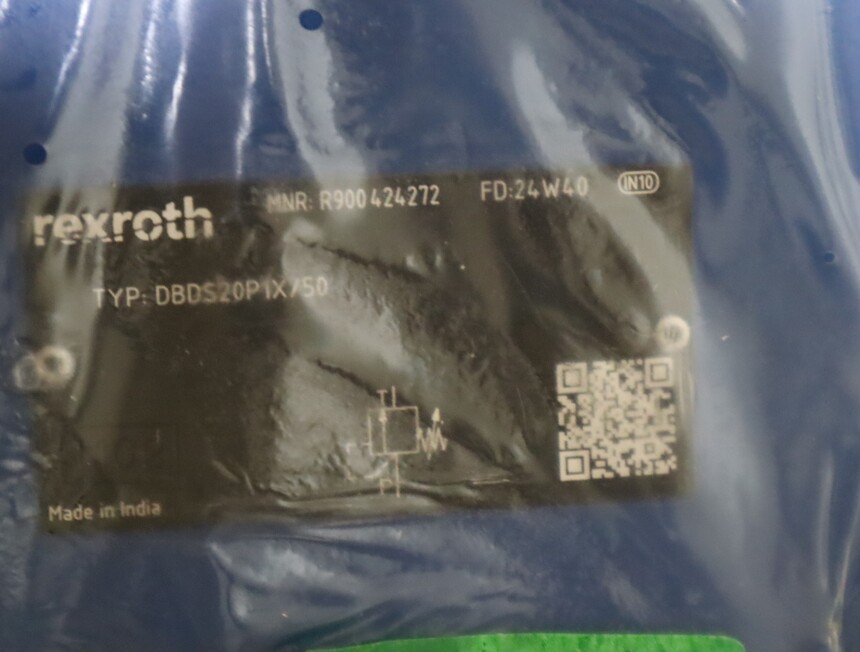 rexroth
MNR: R900424272 FD:24W40 IN10
TYP: DBDS20P1X/50
T
P
Made in India